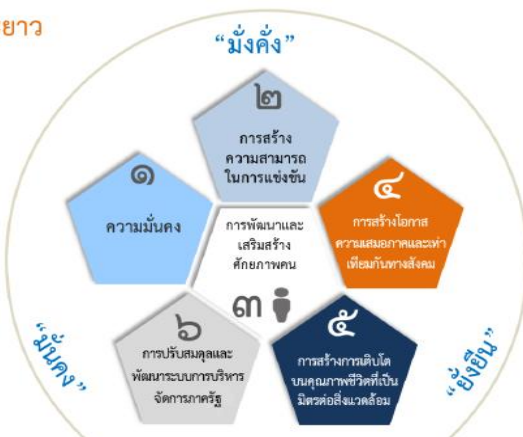 ยาว
“มั่งคั่ง”
๒
การสร้าง
ความสามารถ
ในการแข่งขัน
๑
ความมั่นคง
๔
การสร้างโอกาส
ความเสมอภาคและเท่า
เทียมกันทางสังคม
การพัฒนาและ
เสริมสร้าง
ศักยภาพคน
๓
๖
การปรับสมดุลและ
พัฒนาระบบการบริหาร
จัดการภาครัฐ
๕
การสร้างการเติบโต
บนคุณภาพชีวิตที่เป็น
มิตรต่อสิ่งแวดล้อม
“มั่นคง”
“ยั่งยืน”